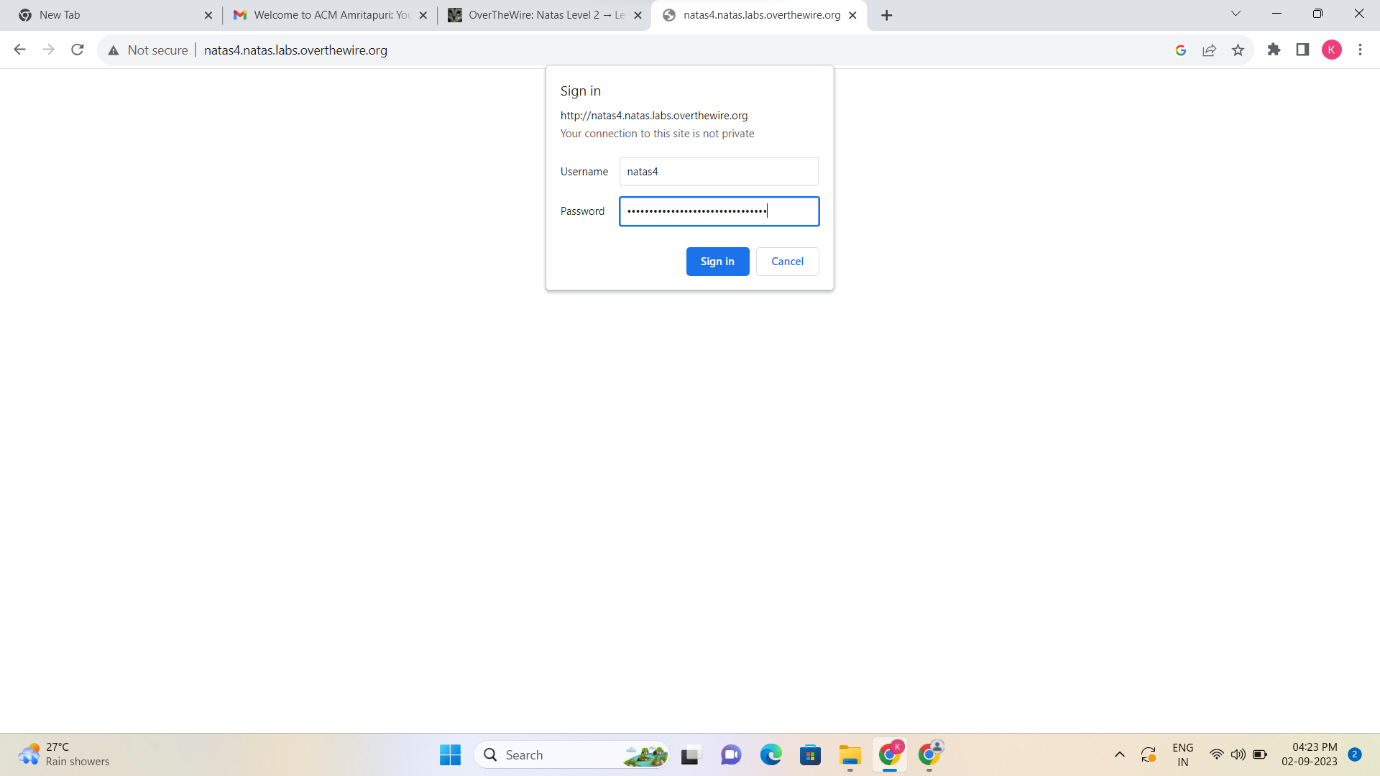 New Tab
Welcome to ACM Amritapuri: You
OverTheWire: Natas Level 2 → Le
natas4.natas.labs.overthewire.org
Not secure
natas4.natas.labs.overthewire.org
K
Sign in
http://natas4.natas.labs.overthewire.org
Your connection to this site is not private
Username
natas4
Password
••••••••••••••••••••••••••••••••
Sign in
Cancel
27°C
Rain showers
Search
K
ENG
IN
04:23 PM
02-09-2023
2